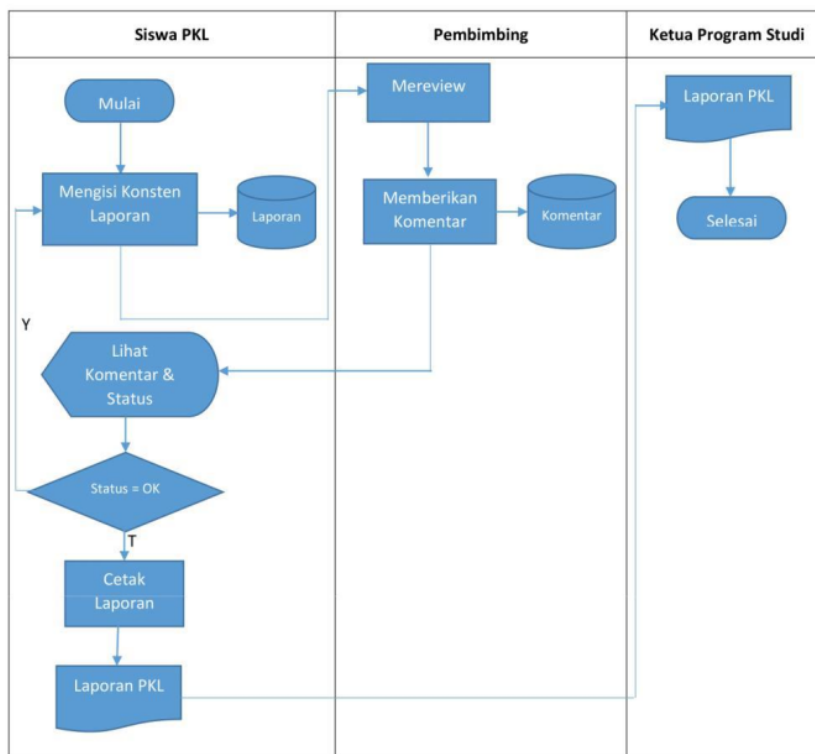 Siswa PKL
Pembimbing
Ketua Program Studi
Mulai
Mengisi Konsten
Laporan
Laporan
Y
Lihat
Komentar &
Status
Status = OK
T
Cetak
Laporan
Laporan PKL
Mereview
Memberikan
Komentar
Komentar
Laporan PKL
Selesai